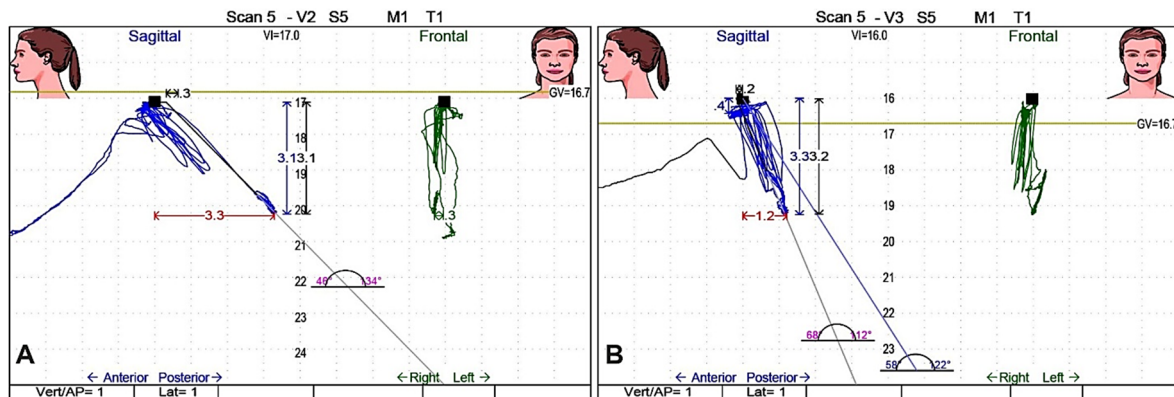 Scan 5 - V2 S5 M1 T1
Sagittal VI=17.0 Frontal
.3
GV=16.7
17
18
3.1 3.1
19
20
3.3
.3
21
22
46° 134°
23
24
A
← Anterior Posterior → ← Right Left →
Vert/AP= 1 Lat= 1
Scan 5 - V3 S5 M1 T1
Sagittal VI=16.0 Frontal
.2
.4
16
GV=16.7
17
18
3.3 3.2
19
1.2
20
21
22
68° 112°
23
58° 122°
B
← Anterior Posterior → ← Right Left →
Vert/AP= 1 Lat= 1